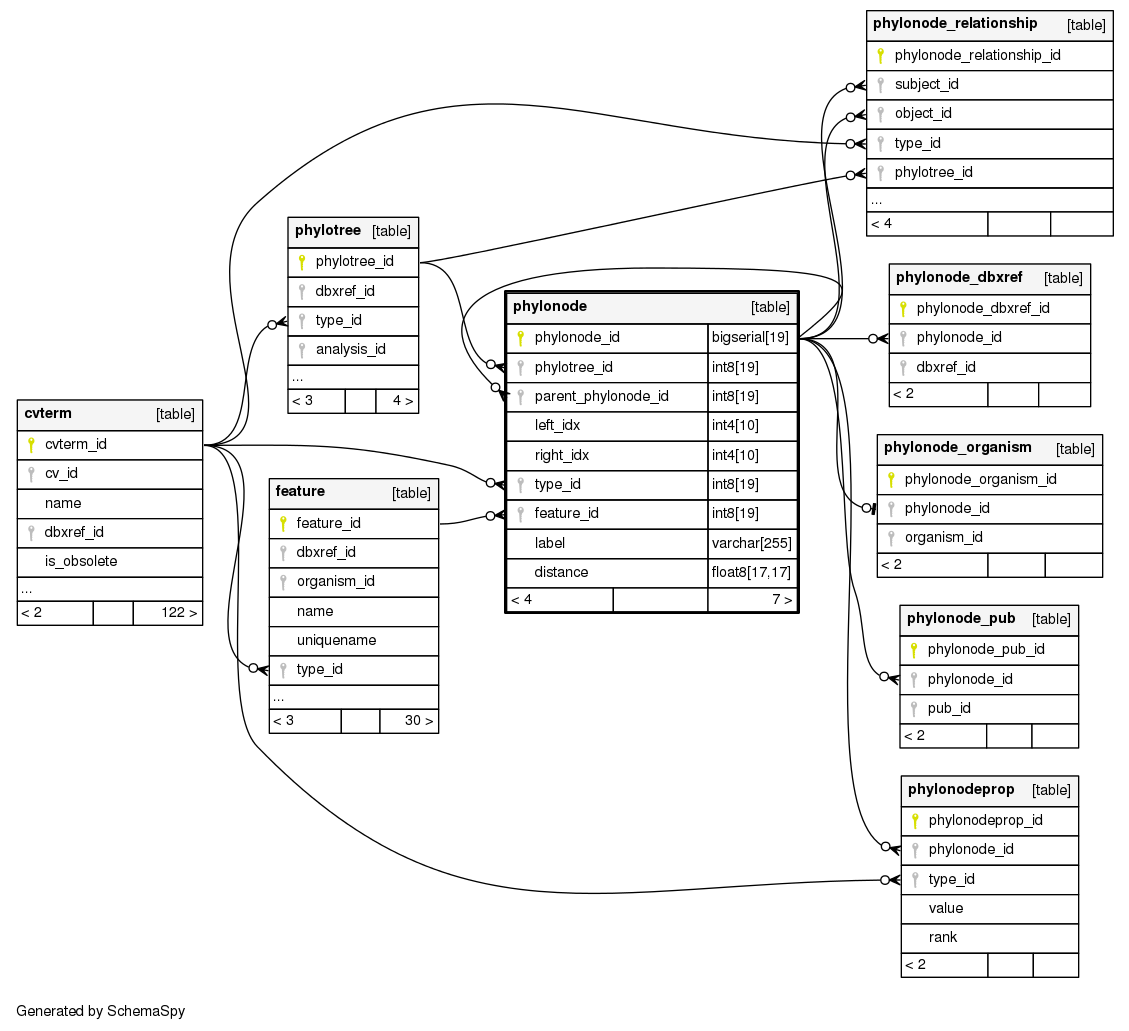 phylonode_relationship [table]
phylonode_relationship_id
subject_id
object_id
type_id
phylotree_id
...
< 4
phylotree [table]
phylotree_id
dbxref_id
type_id
analysis_id
...
< 3 4 >
phylonode [table]
phylonode_id bigserial[19]
phylotree_id int8[19]
parent_phylonode_id int8[19]
left_idx int4[10]
right_idx int4[10]
type_id int8[19]
feature_id int8[19]
label varchar[255]
distance float8[17,17]
< 4 7 >
phylonode_dbxref [table]
phylonode_dbxref_id
phylonode_id
dbxref_id
< 2
cvterm [table]
cvterm_id
cv_id
name
dbxref_id
is_obsolete
...
< 2 122 >
feature [table]
feature_id
dbxref_id
organism_id
name
uniquename
type_id
...
< 3 30 >
phylonode_organism [table]
phylonode_organism_id
phylonode_id
organism_id
< 2
phylonode_pub [table]
phylonode_pub_id
phylonode_id
pub_id
< 2
phylonodeprop [table]
phylonodeprop_id
phylonode_id
type_id
value
rank
< 2
Generated by SchemaSpy